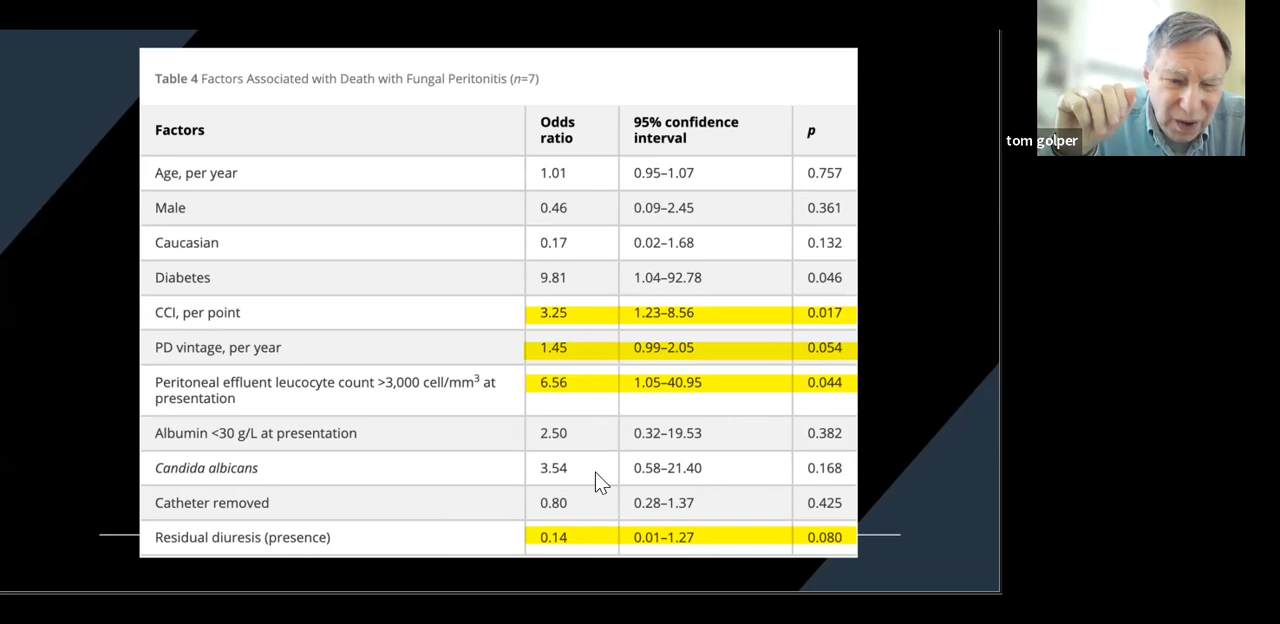 Table 4 Factors Associated with Death with Fungal Peritonitis (n=7)
Factors Odds ratio 95% confidence interval p
Age, per year 1.01 0.95–1.07 0.757
Male 0.46 0.09–2.45 0.361
Caucasian 0.17 0.02–1.68 0.132
Diabetes 9.81 1.04–92.78 0.046
CCI, per point 3.25 1.23–8.56 0.017
PD vintage, per year 1.45 0.99–2.05 0.054
Peritoneal effluent leucocyte count >3,000 cell/mm³ at presentation 6.56 1.05–40.95 0.044
Albumin <30 g/L at presentation 2.50 0.32–19.53 0.382
Candida albicans 3.54 0.58–21.40 0.168
Catheter removed 0.80 0.28–1.37 0.425
Residual diuresis (presence) 0.14 0.01–1.27 0.080
tom golper